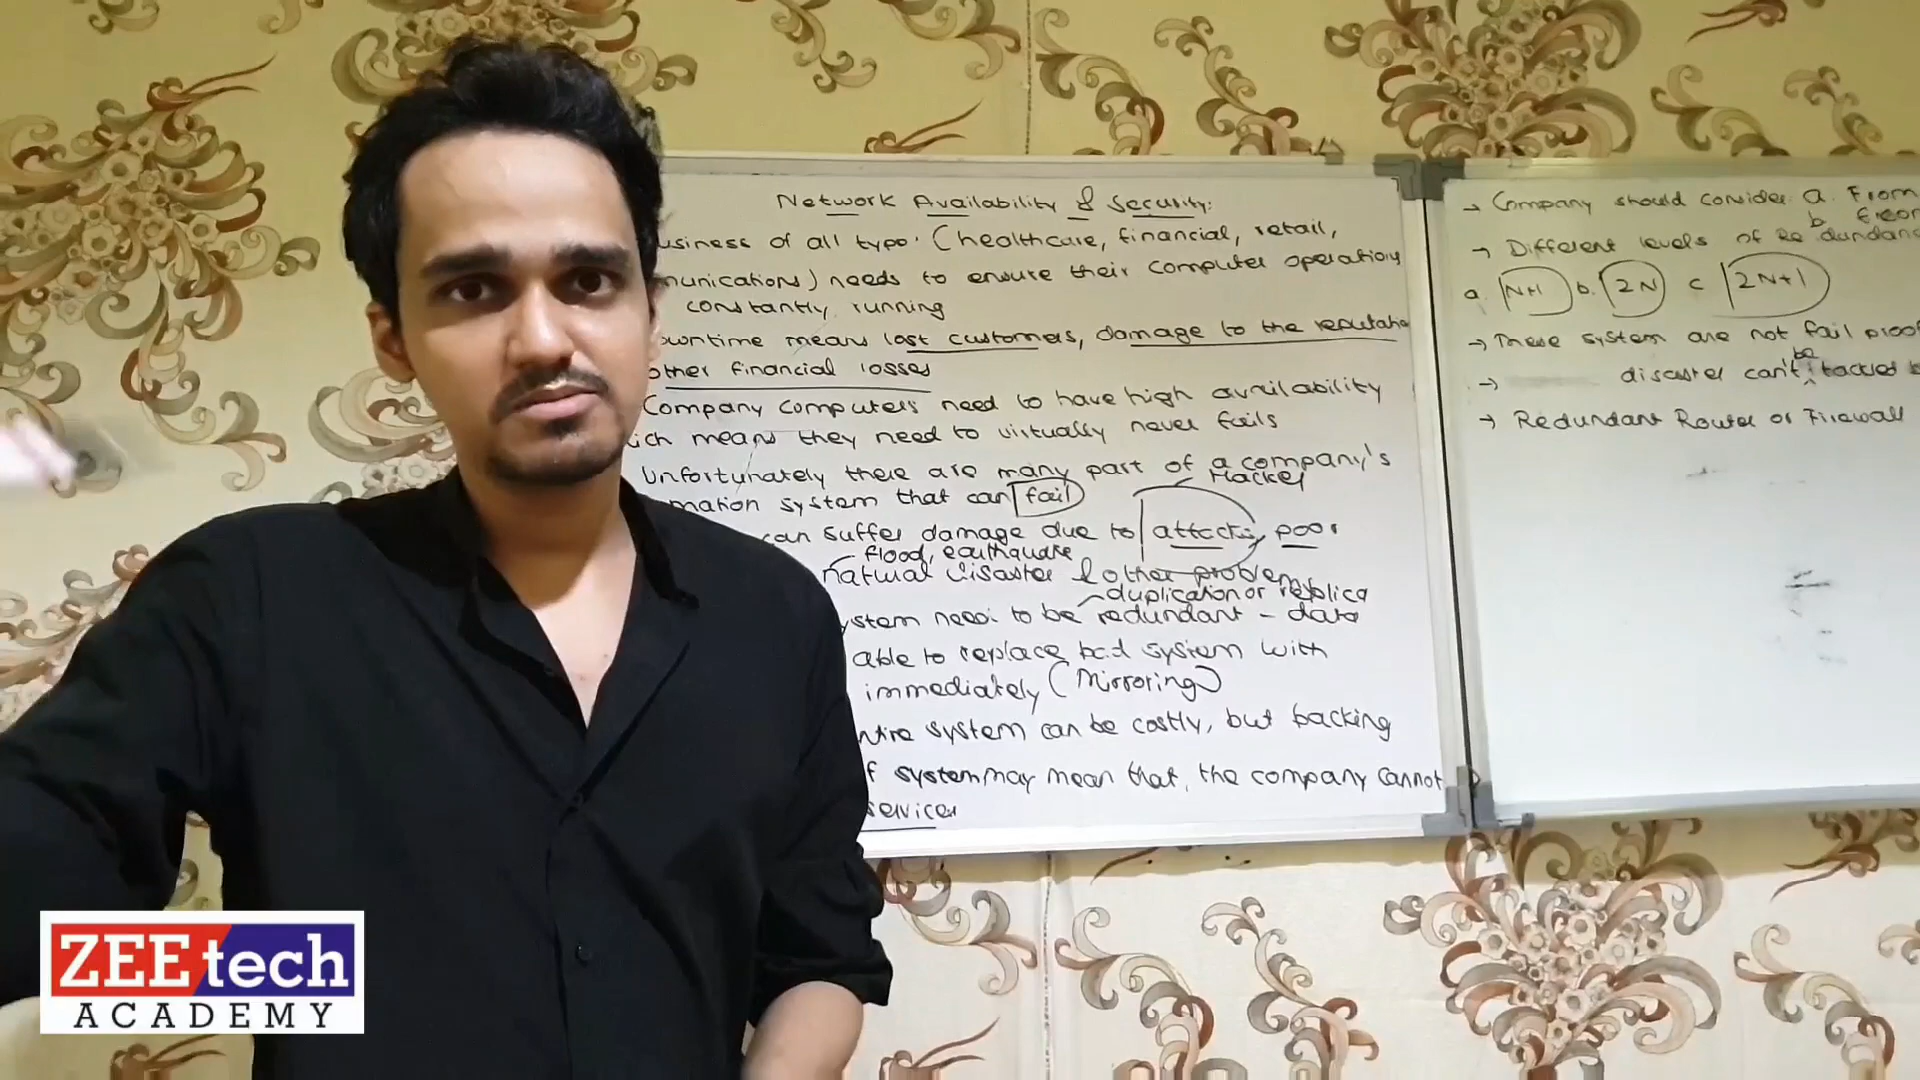 Network Availability & Security:
usiness of all type. (healthcare, financial, retail,
munications) needs to ensure their computer operations
constantly running
owntime means lost customers, damage to the reputatio
other financial losses
Company computers need to have high availability
ich means they need to virtually never fails
Unfortunately there are many part of a company's
mation system that can fail
Hacker
can suffer damage due to attacks, poor
flood, earthquake
natural disaster & other problem
duplication or replica
ystem need to be redundant - data
able to replace bad system with
immediately (Mirroring)
ntire system can be costly, but backing
f system may mean that, the company cannot
services
→ Company should consider a. From
b.
→ Different levels of Redundanc
a. N+1 b. 2N c 2N+1
→ These system are not fail proof
→ disaster can't be tackled
→ Redundant Router or Firewall
ZEE tech
ACADEMY